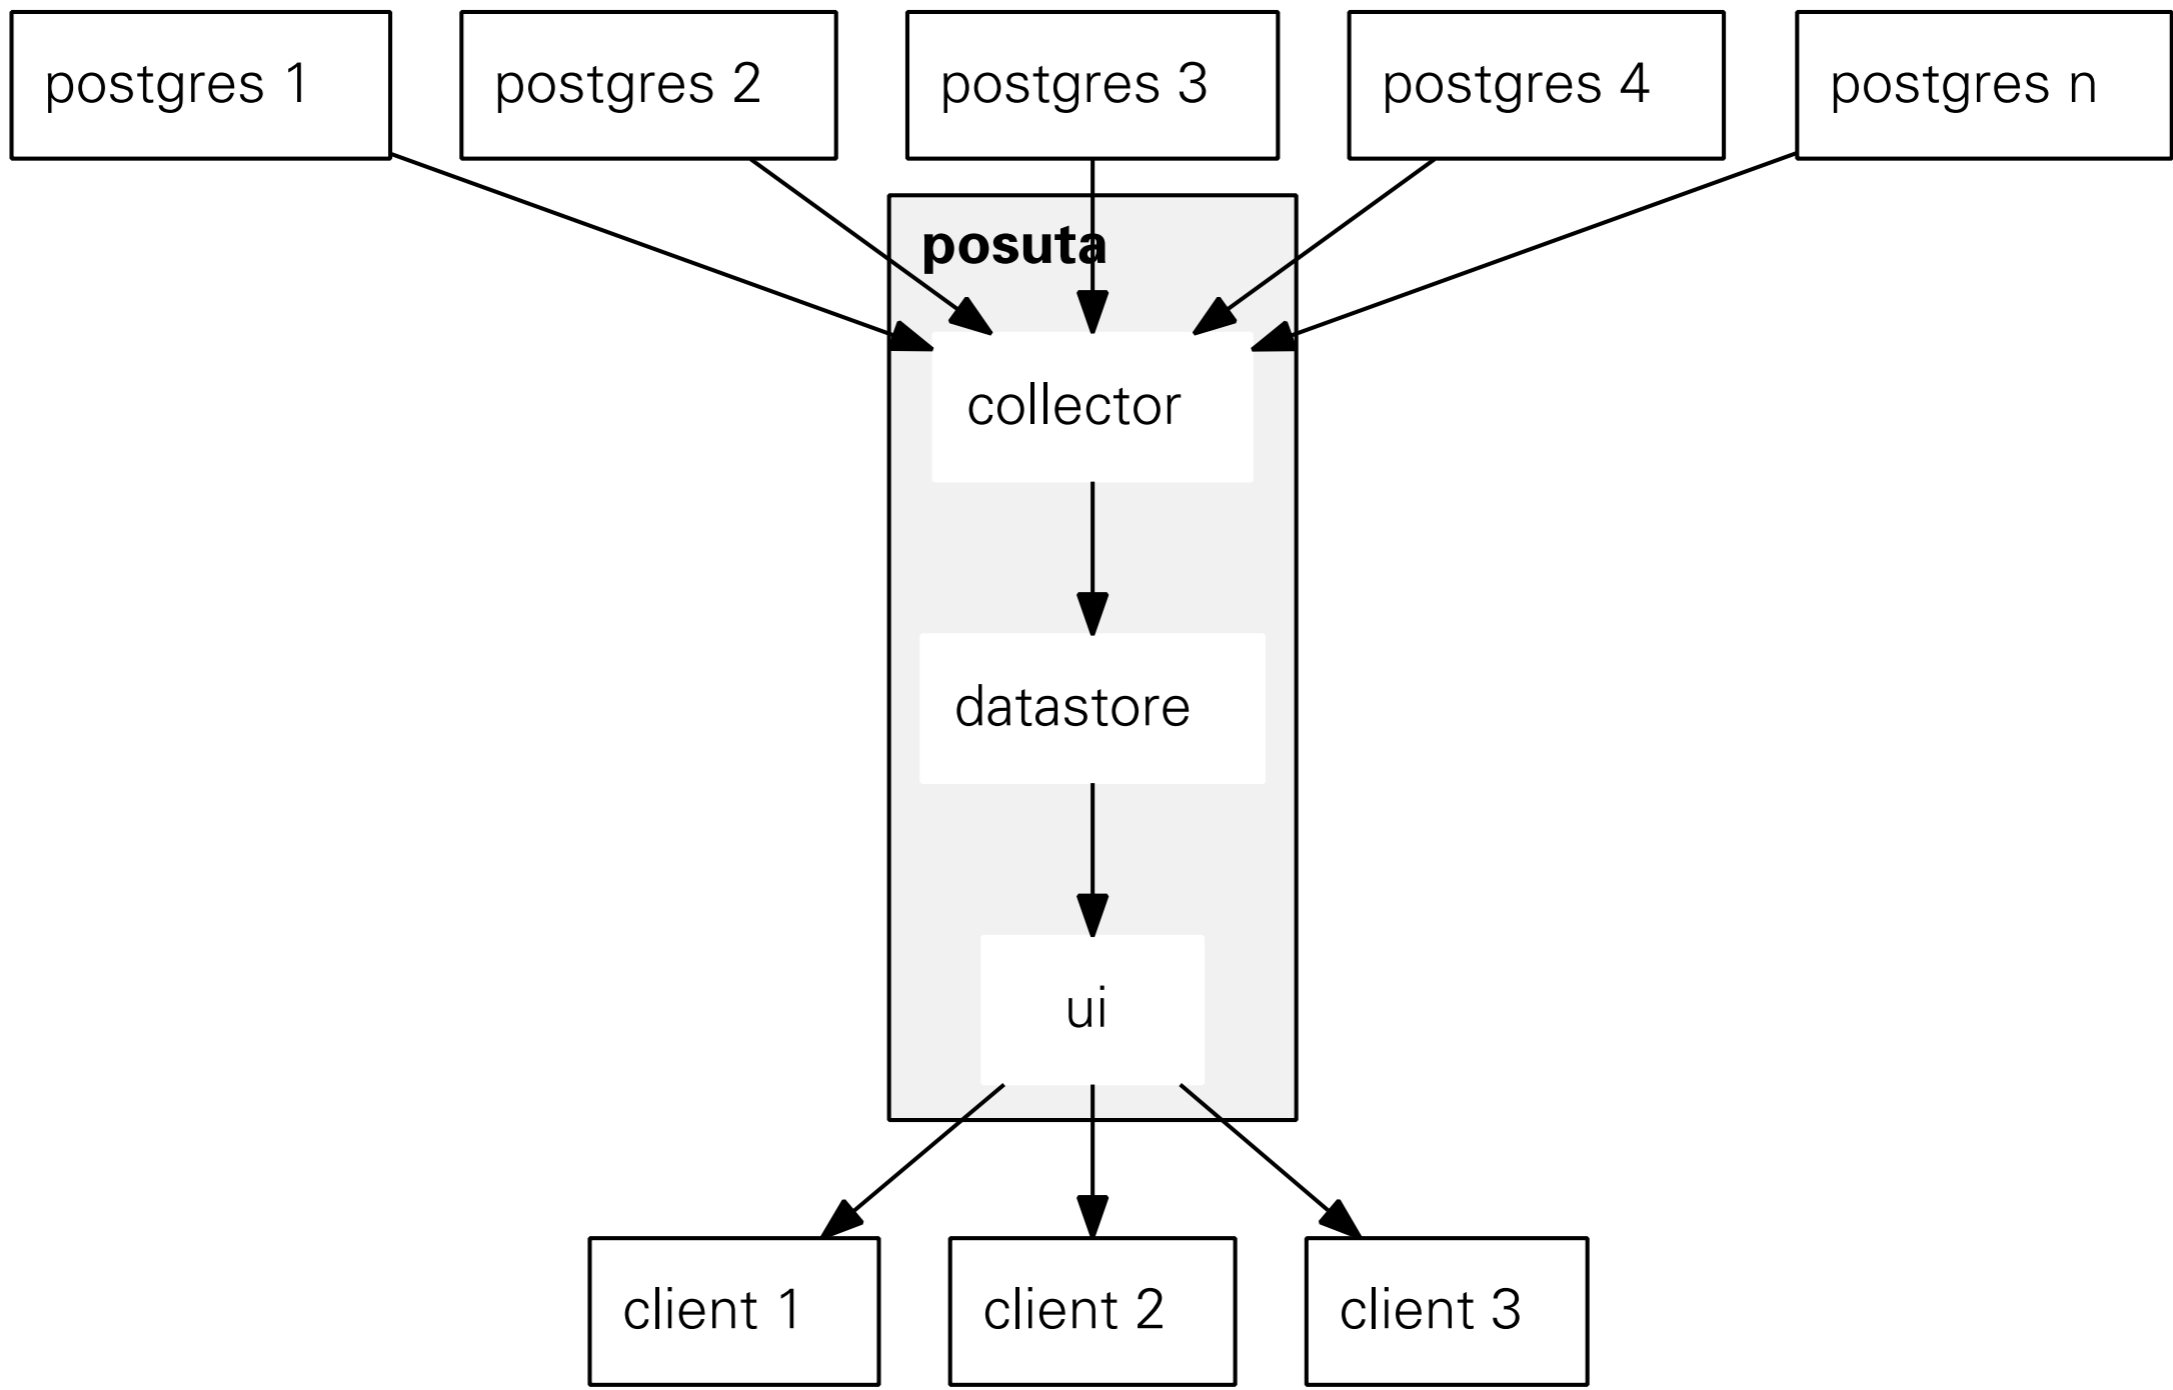 postgres 1
postgres 2
postgres 3
postgres 4
postgres n
posuta
collector
datastore
ui
client 1
client 2
client 3